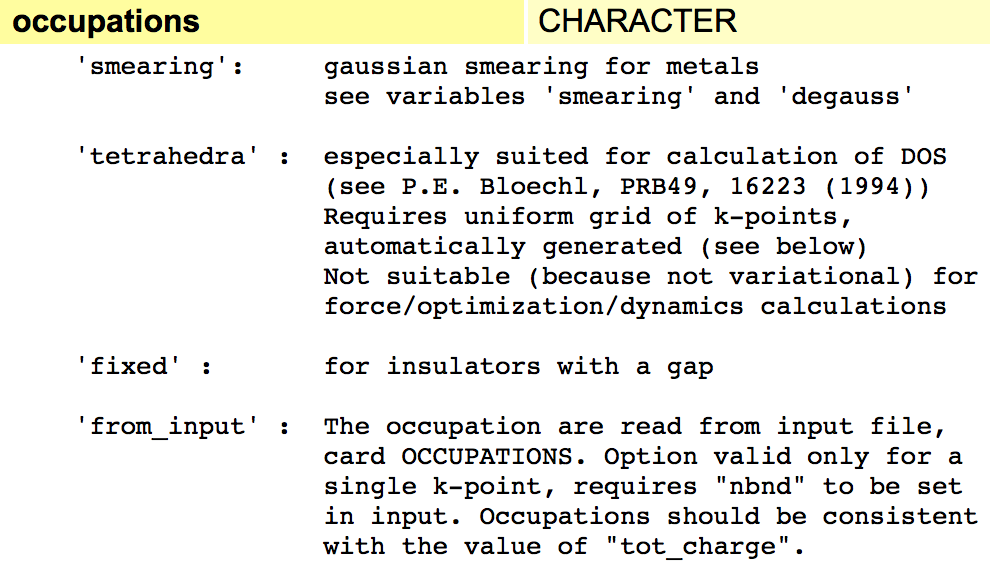 occupations CHARACTER
'smearing': gaussian smearing for metals
see variables 'smearing' and 'degauss'
'tetrahedra' : especially suited for calculation of DOS
(see P.E. Bloechl, PRB49, 16223 (1994))
Requires uniform grid of k-points,
automatically generated (see below)
Not suitable (because not variational) for
force/optimization/dynamics calculations
'fixed' : for insulators with a gap
'from_input' : The occupation are read from input file,
card OCCUPATIONS. Option valid only for a
single k-point, requires "nbnd" to be set
in input. Occupations should be consistent
with the value of "tot_charge".